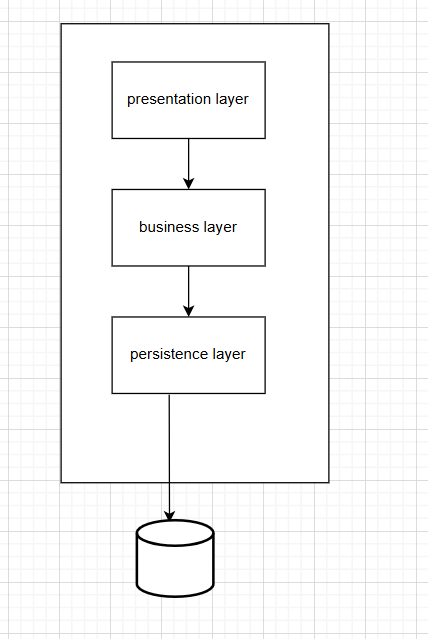 presentation layer
business layer
persistence layer